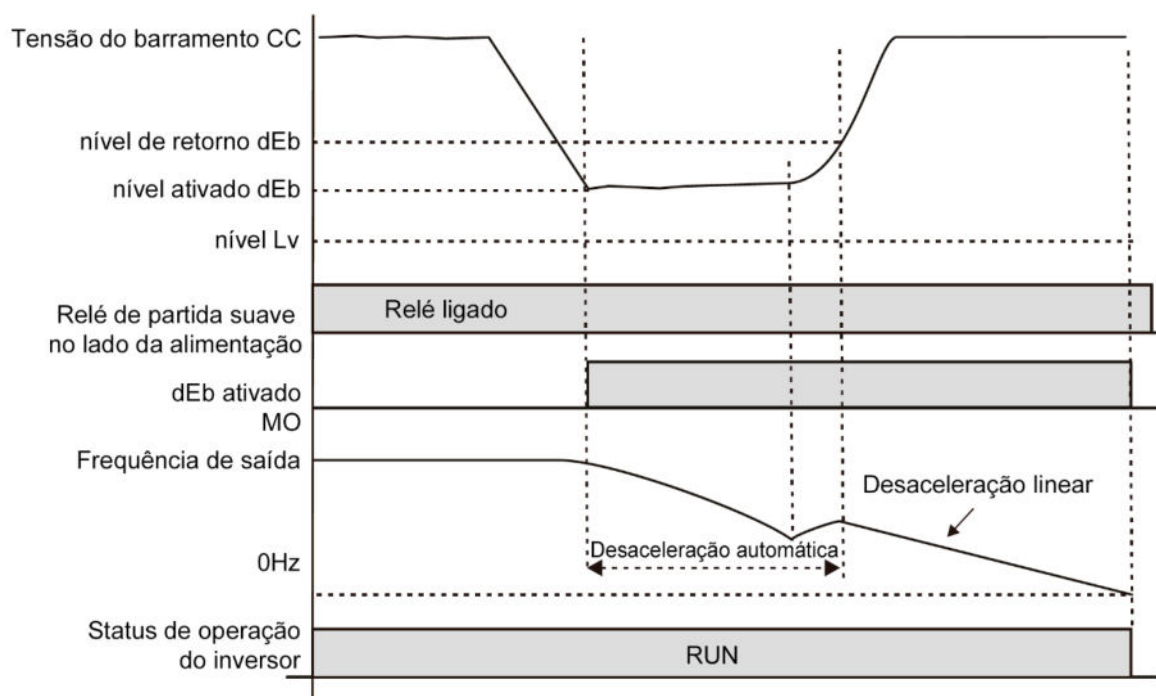 Tensão do barramento CC
nível de retorno dEb
nível ativado dEb
nível Lv
Relé de partida suave
no lado da alimentação
Relé ligado
dEb ativado
MO
Frequência de saída
Desaceleração linear
Desaceleração automática
0Hz
Status de operação
do inversor
RUN